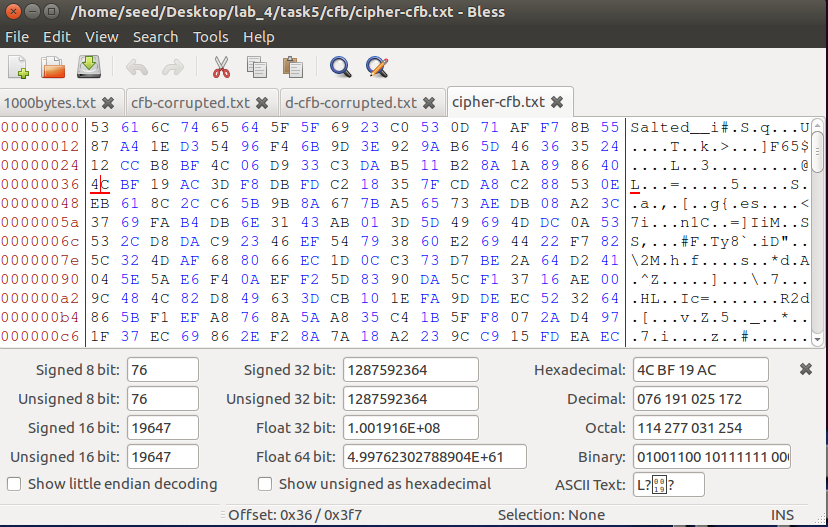 /home/seed/Desktop/lab_4/task5/cfb/cipher-cfb.txt - Bless
File Edit View Search Tools Help
1000bytes.txt cfb-corrupted.txt d-cfb-corrupted.txt cipher-cfb.txt
00000000 53 61 6C 74 65 64 5F 5F 69 23 C0 53 0D 71 AF F7 8B 55 Salted__i#.S.q...U
00000012 87 A4 1E D3 54 96 F4 6B 9D 3E 92 9A B6 5D 46 36 35 24 ....T..k.>...]F65$
00000024 12 CC B8 BF 4C 06 D9 33 C3 DA B5 11 B2 8A 1A 89 86 40 ....L..3.........@
00000036 4C BF 19 AC 3D F8 DB FD C2 18 35 7F CD A8 C2 88 53 0E L...=.....5.....S.
00000048 EB 61 8C 2C C6 5B 9B 8A 67 7B A5 65 73 AE DB 08 A2 3C .a.,.[..g{.es....<
0000005a 37 69 FA B4 DB 6E 31 43 AB 01 3D 5D 49 69 4D DC 0A 53 7i...n1C..=]IiM..S
0000006c 53 2C D8 DA C9 23 46 EF 54 79 38 60 E2 69 44 22 F7 82 S,...#F.Ty8`.iD"..
0000007e 5C 32 4D AF 68 80 66 EC 1D 0C C3 73 D7 BE 2A 64 D2 41 \2M.h.f....s..*d.A
00000090 04 5E 5A E6 F4 0A EF F2 5D 83 90 DA 5C F1 37 16 AE 00 .^Z.....]...\.7...
000000a2 9C 48 4C 82 D8 49 63 3D CB 10 1E FA 9D DE EC 52 32 64 .HL..Ic=.......R2d
000000b4 86 5B F1 EF A8 76 8A 5A A8 35 C4 1B 5F F8 07 2A D4 97 .[...v.Z.5.._..*..
000000c6 1F 37 EC 69 86 2E F2 8A 7A 18 A2 23 9C C9 15 FD EA EC .7.i....z..#......
Signed 8 bit: 76 Signed 32 bit: 1287592364 Hexadecimal: 4C BF 19 AC
Unsigned 8 bit: 76 Unsigned 32 bit: 1287592364 Decimal: 076 191 025 172
Signed 16 bit: 19647 Float 32 bit: 1.001916E+08 Octal: 114 277 031 254
Unsigned 16 bit: 19647 Float 64 bit: 4.99762302788904E+61 Binary: 01001100 10111111 000
Show little endian decoding Show unsigned as hexadecimal ASCII Text: L??
Offset: 0x36 / 0x3f7 Selection: None INS